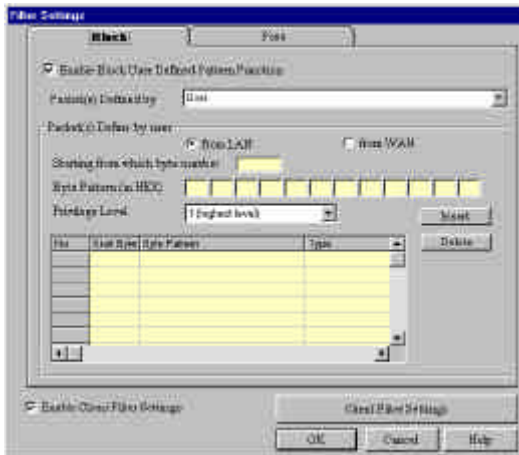 Filter Settings
Block Pass
Enable Block User Defined Pattern Function
Packet(s) Defined by User
Packet(s) Define by user
from LAN from WAN
Starting from which byte number
Byte Pattern (in HEX)
Privilege Level 1 (highest level) Insert
Delete
No Start Byte Byte Pattern Type
Enable Client Filter Settings Client Filter Settings
OK Cancel Help